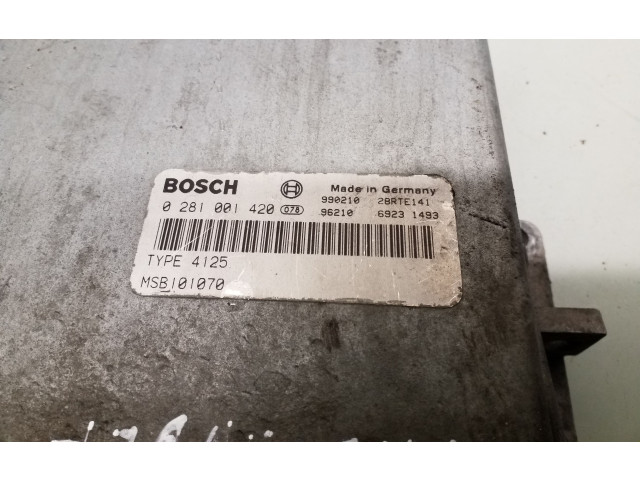 BOSCH Made in Germany
0 281 001 420 078 990210 28RTE141
96210 6923 1493
TYPE 4125
MSB101070